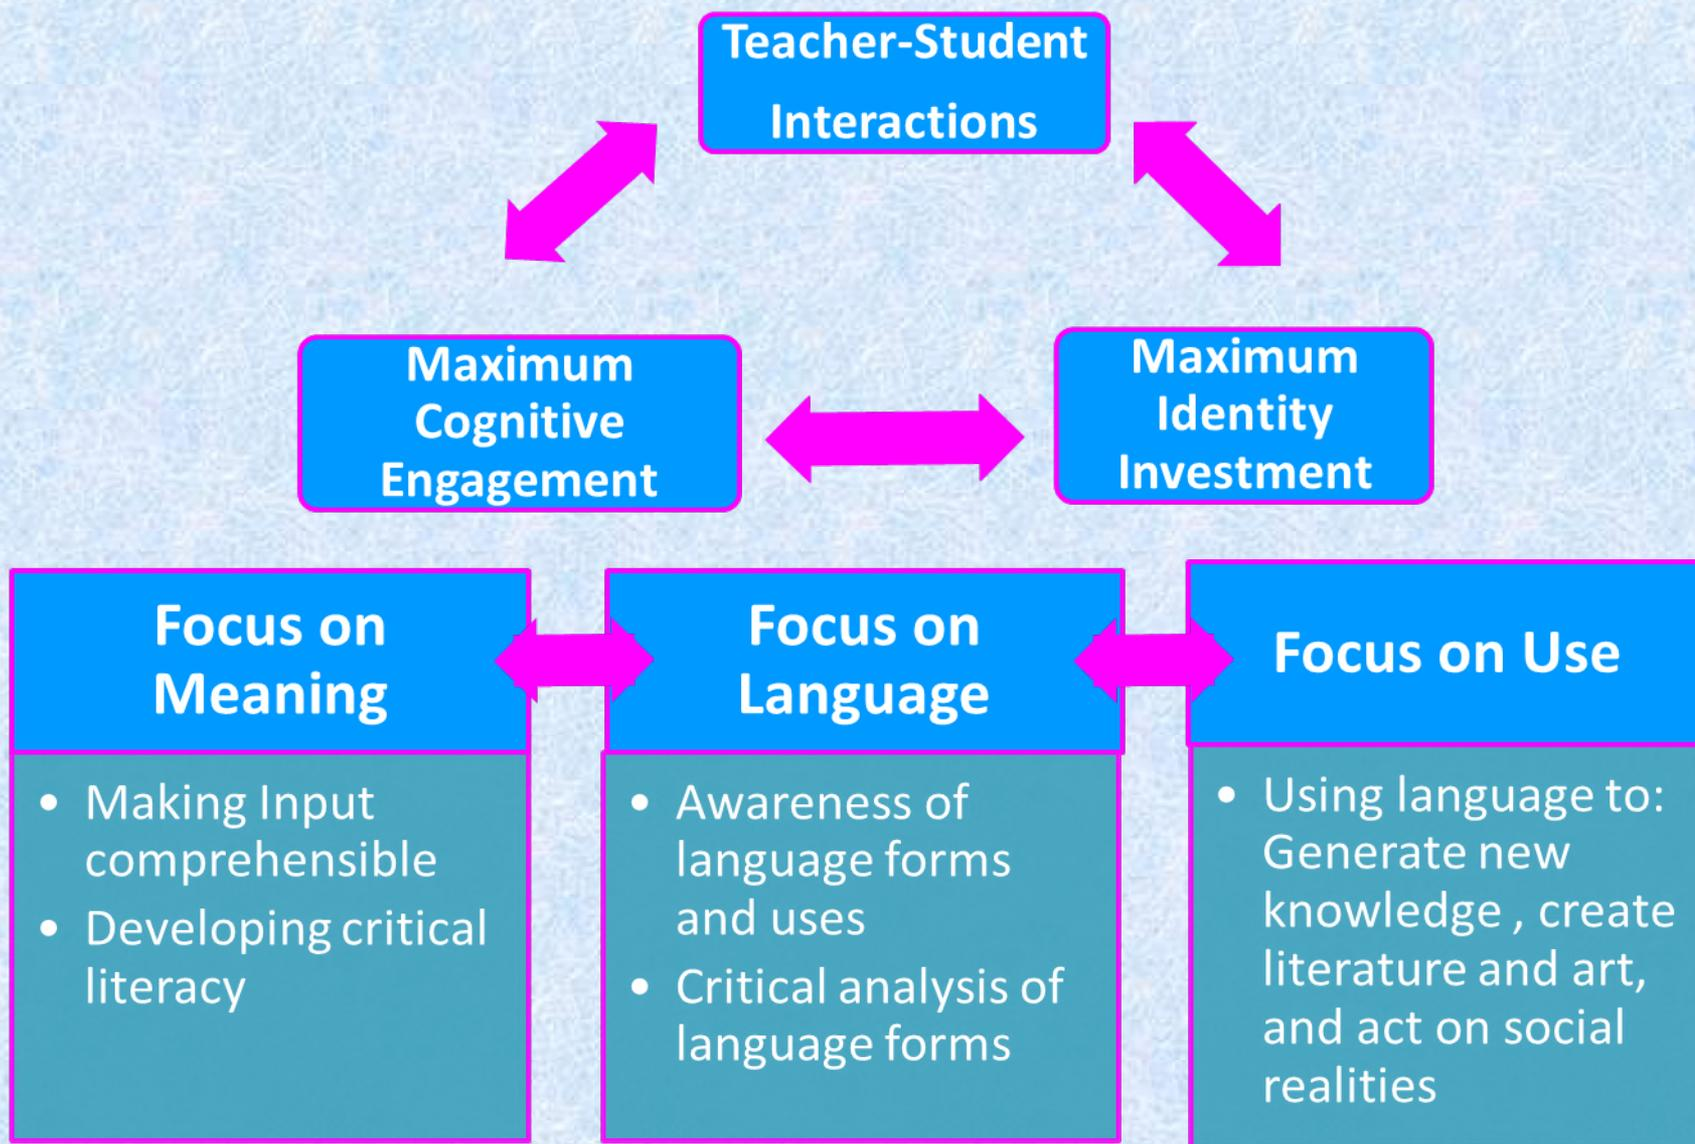 Teacher-Student
Interactions
Maximum
Cognitive
Engagement
Maximum
Identity
Investment
Focus on
Meaning
• Making Input
comprehensible
• Developing critical
literacy
Focus on
Language
• Awareness of
language forms
and uses
• Critical analysis of
language forms
Focus on Use
• Using language to:
Generate new
knowledge , create
literature and art,
and act on social
realities